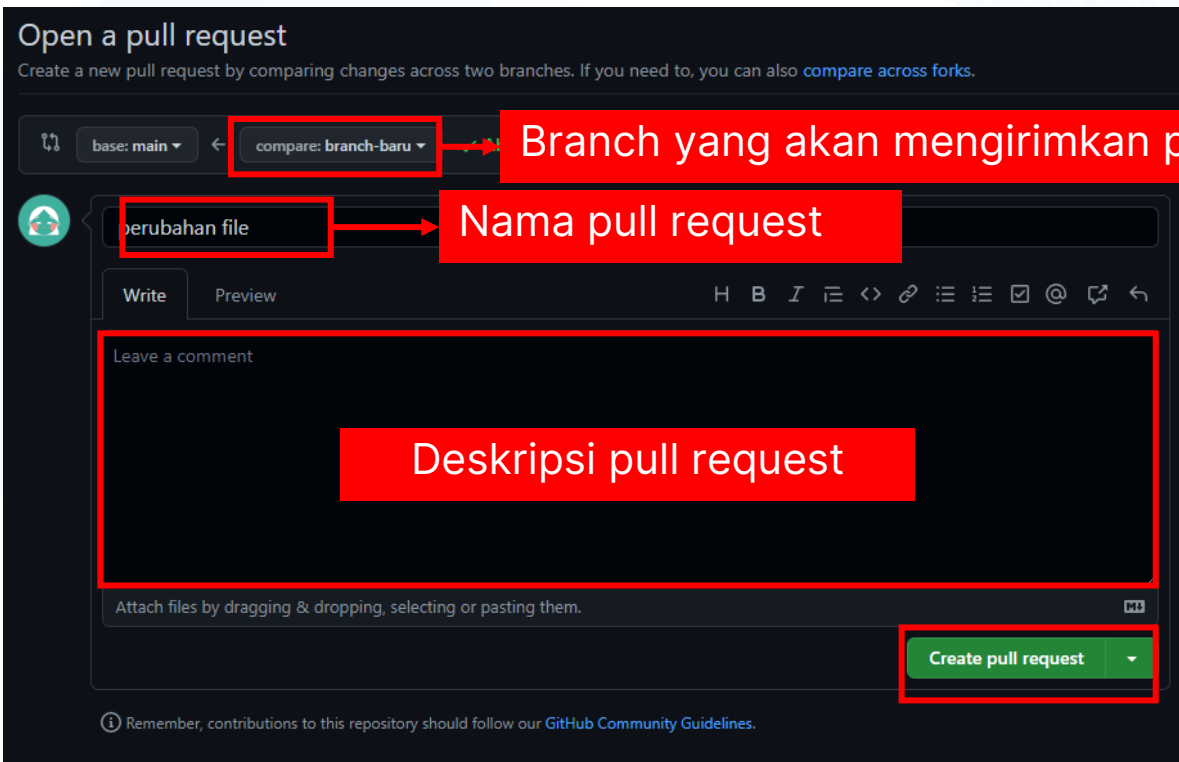 Open a pull request
Create a new pull request by comparing changes across two branches. If you need to, you can also compare across forks.
base: main ← compare: branch-baru Branch yang akan mengirimkan
perubahan file Nama pull request
Write Preview
Leave a comment
Deskripsi pull request
Attach files by dragging & dropping, selecting or pasting them.
Create pull request
Remember, contributions to this repository should follow our GitHub Community Guidelines.